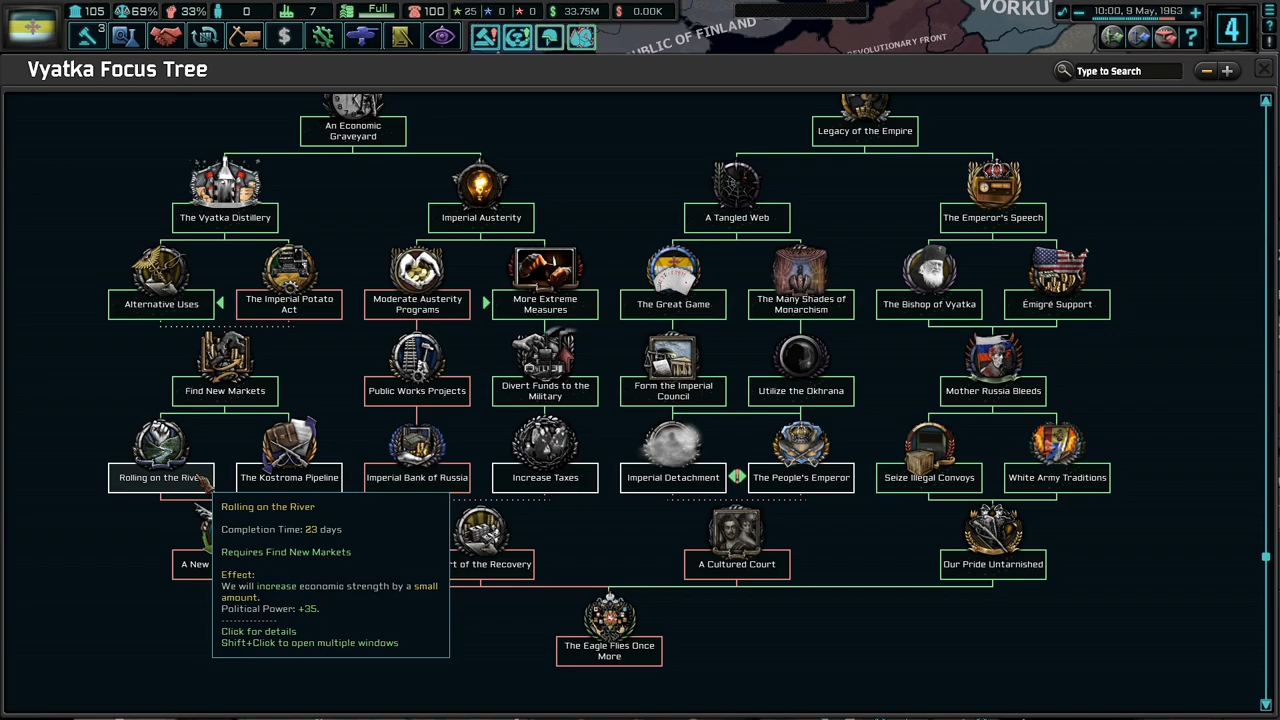 105 69% 33% 0 7 Full 100 25 0 0 $ 33.75M $ 0.00K
10:00, 9 May, 1963
4
3
UBLIC OF FINLAND
VORKU
REVOLUTIONARY FRONT
Vyatka Focus Tree
Type to Search
An Economic
Graveyard
Legacy of the Empire
The Vyatka Distillery
Imperial Austerity
A Tangled Web
The Emperor's Speech
Alternative Uses
The Imperial Potato
Act
Moderate Austerity
Programs
More Extreme
Measures
The Great Game
The Many Shades of
Monarchism
The Bishop of Vyatka
Émigré Support
Find New Markets
Public Works Projects
Divert Funds to the
Military
Form the Imperial
Council
Utilize the Okhrana
Mother Russia Bleeds
Rolling on the River
The Kostroma Pipeline
Imperial Bank of Russia
Increase Taxes
Imperial Detachment
The People's Emperor
Seize Illegal Convoys
White Army Traditions
Rolling on the River
Completion Time: 23 days
Requires Find New Markets
Effect:
We will increase economic strength by a small
amount.
Political Power: +35.
--------------
Click for details
Shift+Click to open multiple windows
A New
rt of the Recovery
A Cultured Court
Our Pride Untarnished
The Eagle Flies Once
More